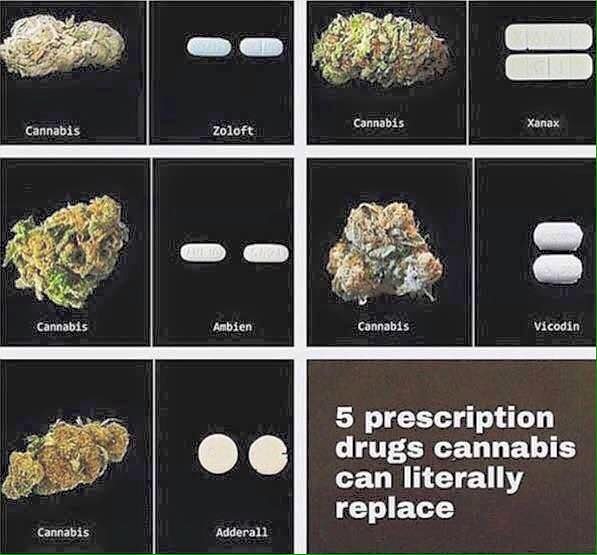 Cannabis
Zoloft
Cannabis
Xanax
Cannabis
Ambien
Cannabis
Vicodin
Cannabis
Adderall
5 prescription
drugs cannabis
can literally
replace